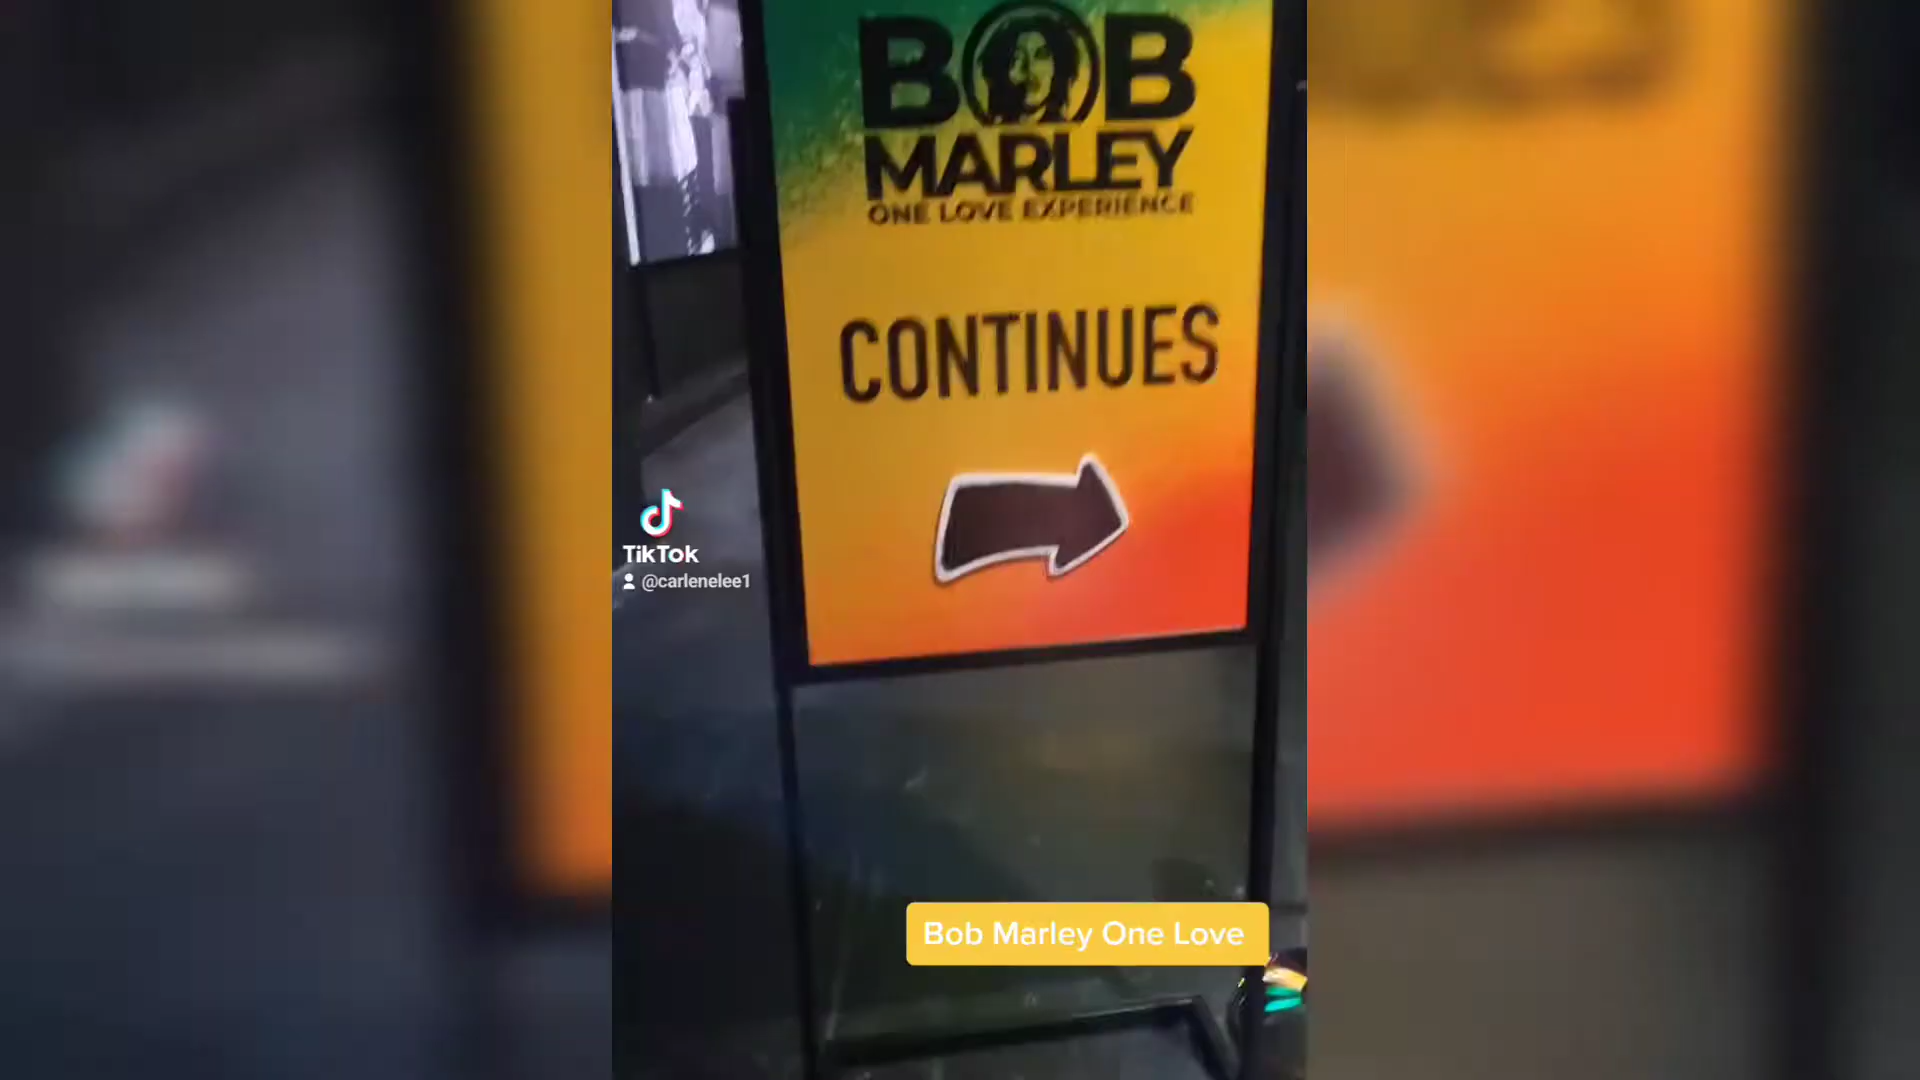 BOB
MARLEY
ONE LOVE EXPERIENCE
CONTINUES
TikTok
@carlenelee1
Bob Marley One Love